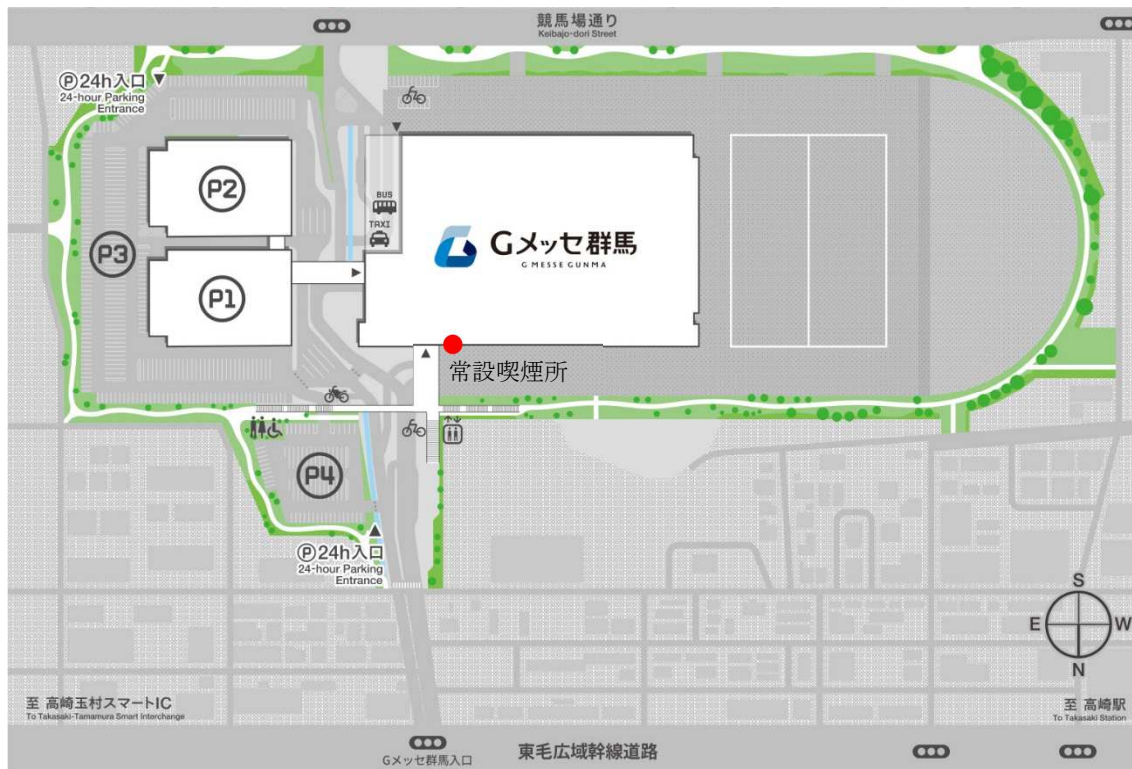 競馬場通り
Keibajo-dori Street
Ⓟ24h入口
24-hour Parking
Entrance
P2
BUS
TAXI
Gメッセ群馬
G MESSE GUNMA
P3
P1
常設喫煙所
P4
Ⓟ24h入口
24-hour Parking
Entrance
S
E
W
N
至 高崎玉村スマートIC
To Takasaki-Tamamura Smart Interchange
至 高崎駅
To Takasaki Station
Gメッセ群馬入口
東毛広域幹線道路